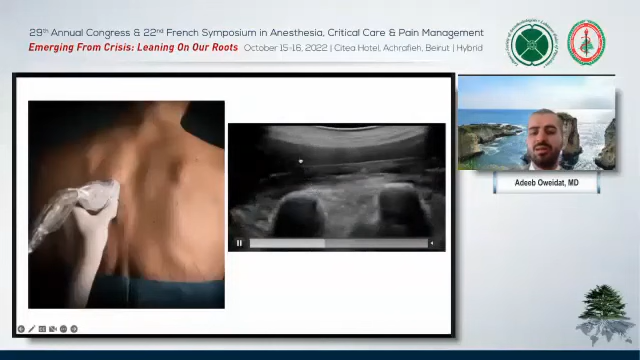 29th Annual Congress & 22nd French Symposium in Anesthesia, Critical Care & Pain Management
Emerging From Crisis: Leaning On Our Roots October 15-16, 2022 | Citea Hotel, Achrafieh, Beirut | Hybrid
Adeeb Oweidat, MD